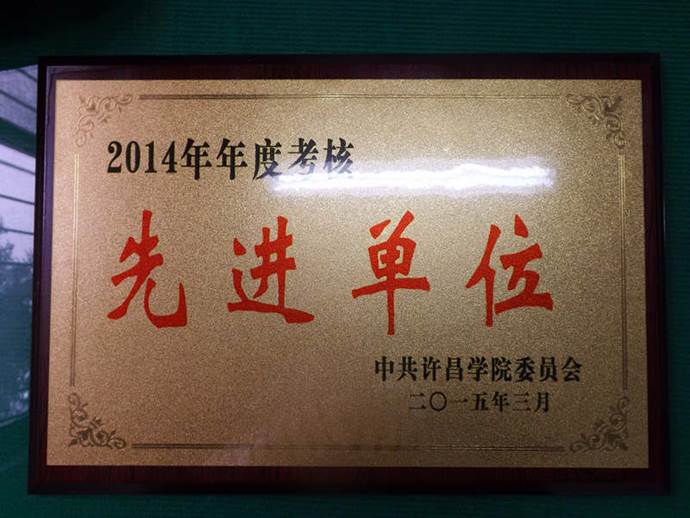 2014年年度考核
先进单位
中共许昌学院委员会
二〇一五年三月